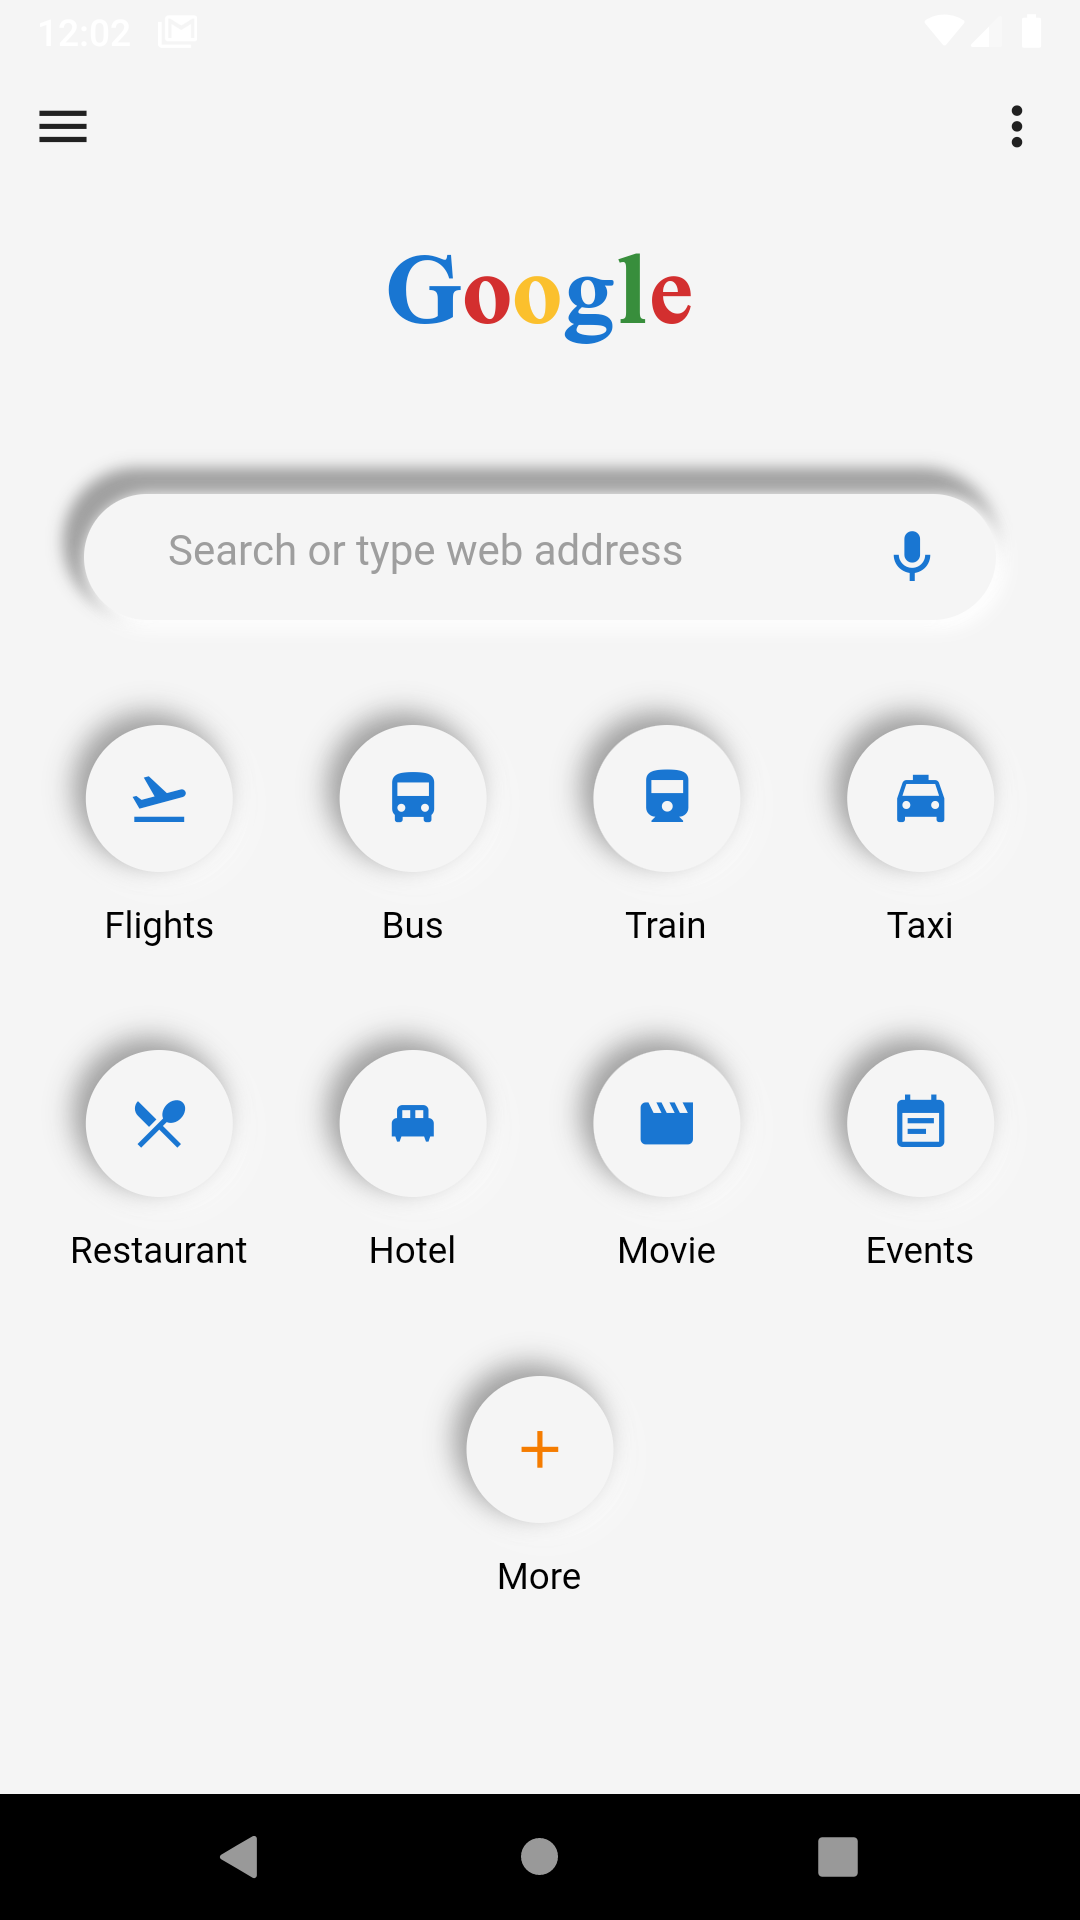 12:02
Google
Search or type web address
Flights Bus Train Taxi
Restaurant Hotel Movie Events
More